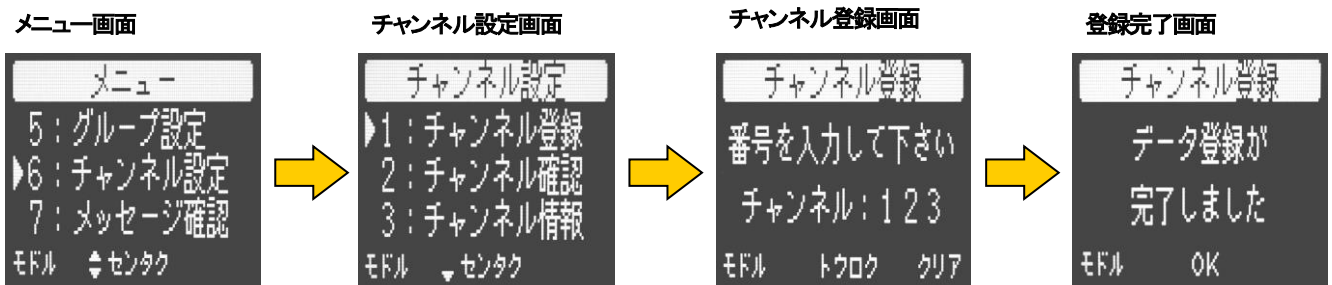 メニュー画面
メニュー
5:グループ設定
6:チャンネル設定
7:メッセージ確認
モドル センタク
チャンネル設定画面
チャンネル設定
1:チャンネル登録
2:チャンネル確認
3:チャンネル情報
モドル センタク
チャンネル登録画面
チャンネル登録
番号を入力して下さい
チャンネル:123
モドル トウロク クリア
登録完了画面
チャンネル登録
データ登録が
完了しました
モドル OK